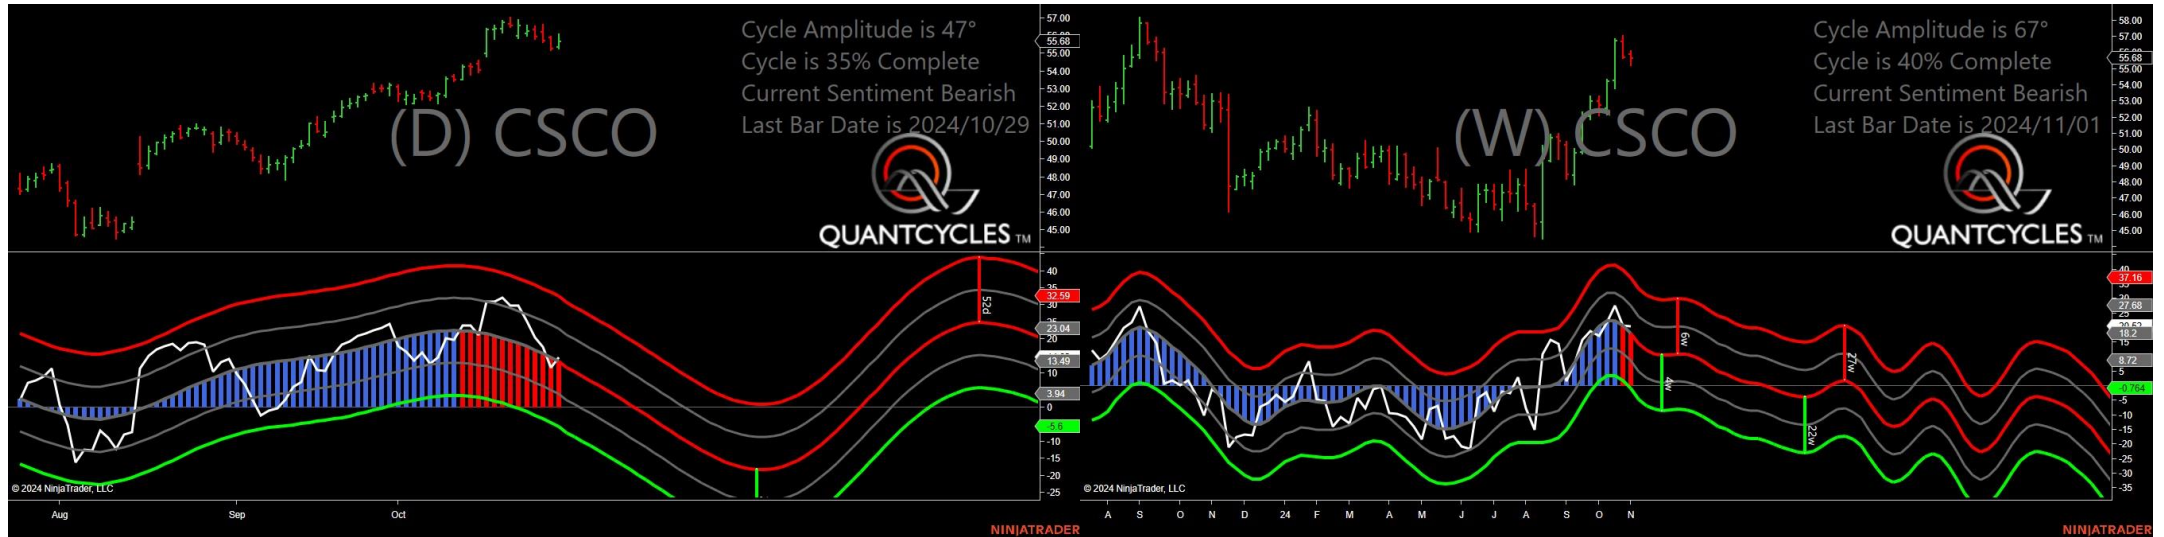 Cycle Amplitude is 47°
Cycle is 35% Complete
Current Sentiment Bearish
Last Bar Date is 2024/10/29
(D) CSCO
QUANTCYCLES TM
57.00
55.68
55.00
54.00
53.00
52.00
51.00
50.00
49.00
48.00
47.00
46.00
45.00
40
32.59
30
23.04
20
13.49
10
3.94
0
-5.6
-10
-15
-20
-25
52d
© 2024 NinjaTrader, LLC
Aug Sep Oct
NINJATRADER
Cycle Amplitude is 67°
Cycle is 40% Complete
Current Sentiment Bearish
Last Bar Date is 2024/11/01
(W) CSCO
QUANTCYCLES TM
58.00
57.00
55.68
55.00
54.00
53.00
52.00
51.00
50.00
49.00
48.00
47.00
46.00
45.00
37.16
27.68
25
18.2
15
8.72
5
-0.764
-5
-10
-15
-20
-25
-30
-35
6w
4w
27w
22w
© 2024 NinjaTrader, LLC
A S O N D 24 F M A M J J A S O N
NINJATRADER